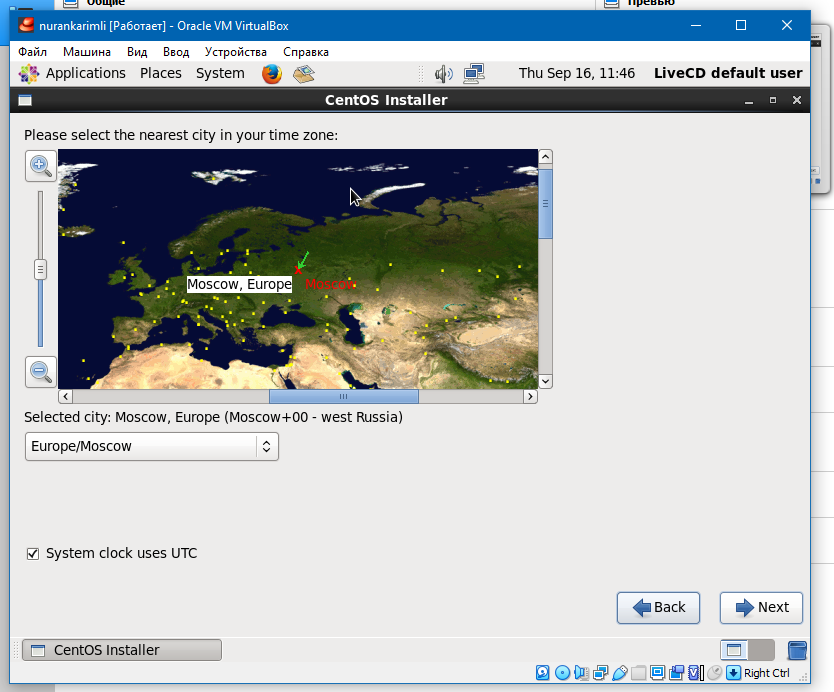 Общие
Превью
nurankarimli [Работает] - Oracle VM VirtualBox
Файл Машина Вид Ввод Устройства Справка
Applications Places System Thu Sep 16, 11:46 LiveCD default user
CentOS Installer
Please select the nearest city in your time zone:
Moscow, Europe
Moscow
Selected city: Moscow, Europe (Moscow+00 - west Russia)
Europe/Moscow
System clock uses UTC
Back Next
CentOS Installer
Right Ctrl